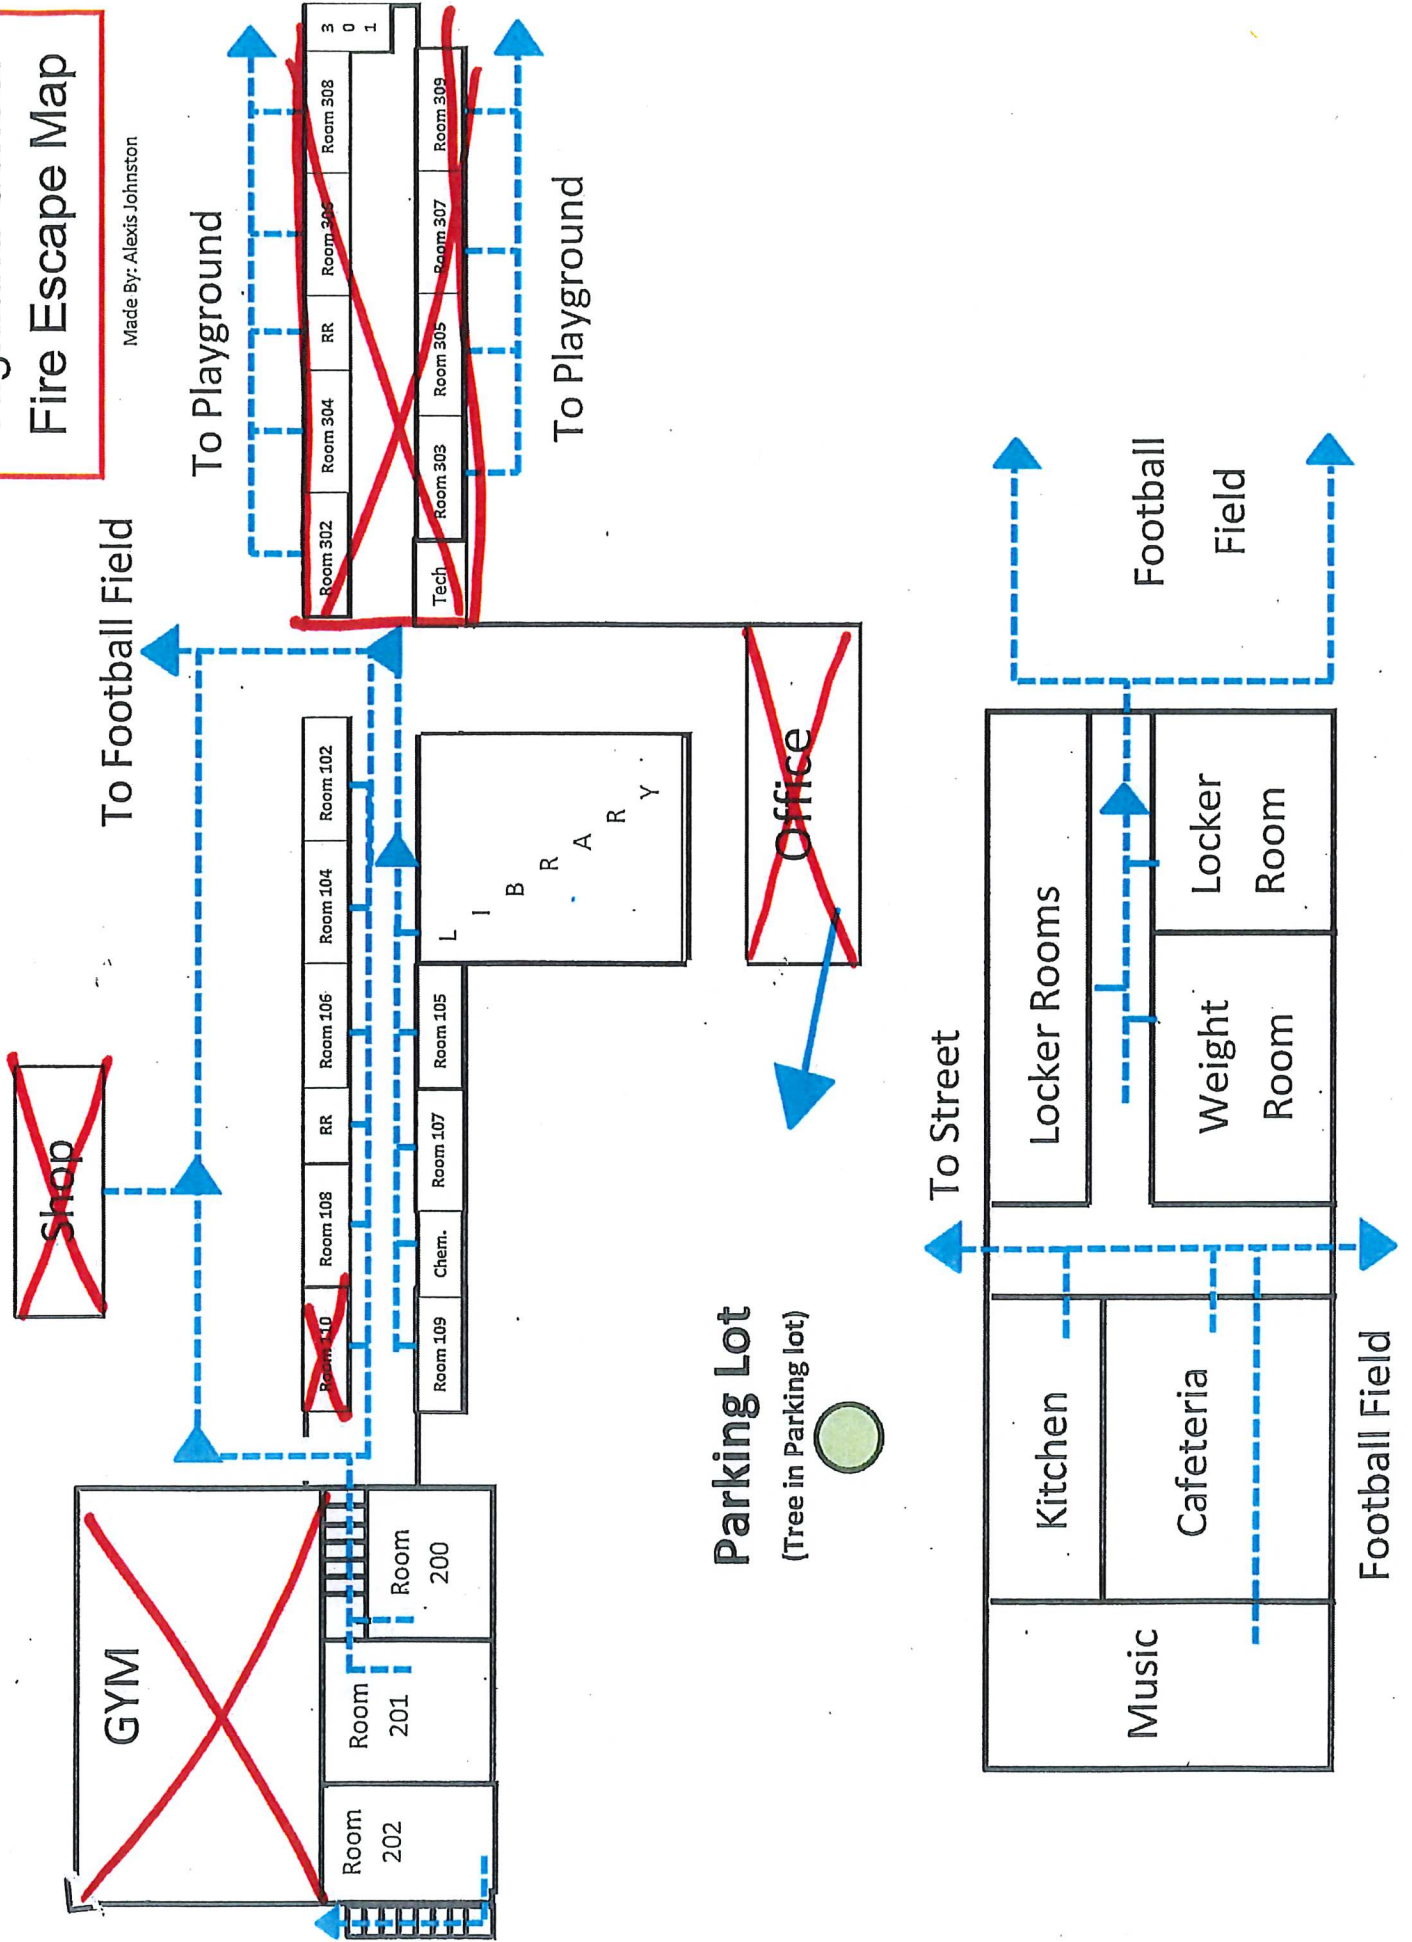 Fire Escape Map
Made By: Alexis Johnston
To Playground
3
0
1
Room 308
Room 306
RR
Room 304
Room 302
Room 309
Room 307
Room 305
Room 303
Tech
To Playground
To Football Field
Shop
Room 102
Room 104
Room 106
RR
Room 108
Room 110
L
I
B
R
A
R
Y
Room 105
Room 107
Chem.
Room 109
Office
GYM
Room
200
Room
201
Room
202
Parking Lot
(Tree in Parking lot)
To Street
Locker Rooms
Locker
Room
Weight
Room
Football
Field
Kitchen
Cafeteria
Music
Football Field